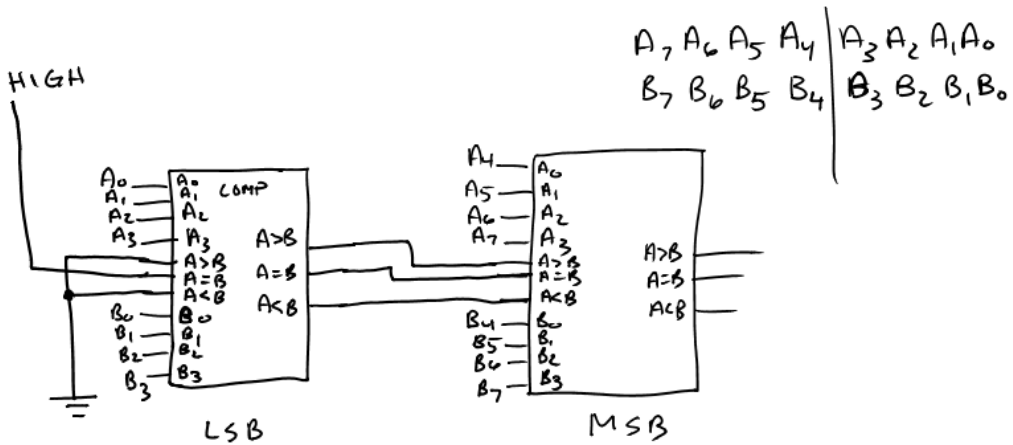 A₇ A₆ A₅ A₄ A₃ A₂ A₁ A₀
B₇ B₆ B₅ B₄ B₃ B₂ B₁ B₀
HIGH
A₀ A₀ COMP
A₁ A₁
A₂ A₂
A₃ A₃
A>B A>B
A=B A=B
A<B A<B
B₀ B₀
B₁ B₁
B₂ B₂
B₃ B₃
LSB
A₄ A₀
A₅ A₁
A₆ A₂
A₇ A₃
A>B A>B
A=B A=B
A<B A<B
B₄ B₀
B₅ B₁
B₆ B₂
B₇ B₃
MSB